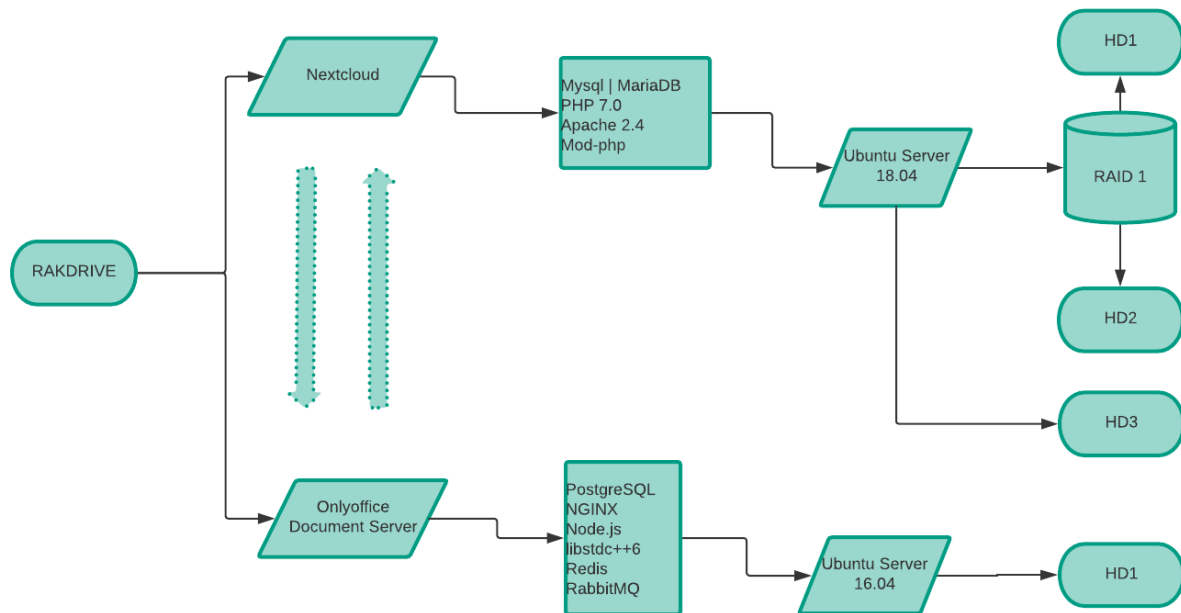 RAKDRIVE
Nextcloud
Mysql | MariaDB
PHP 7.0
Apache 2.4
Mod-php
Ubuntu Server
18.04
HD1
RAID 1
HD2
HD3
Onlyoffice
Document Server
PostgreSQL
NGINX
Node.js
libstdc++6
Redis
RabbitMQ
Ubuntu Server
16.04
HD1